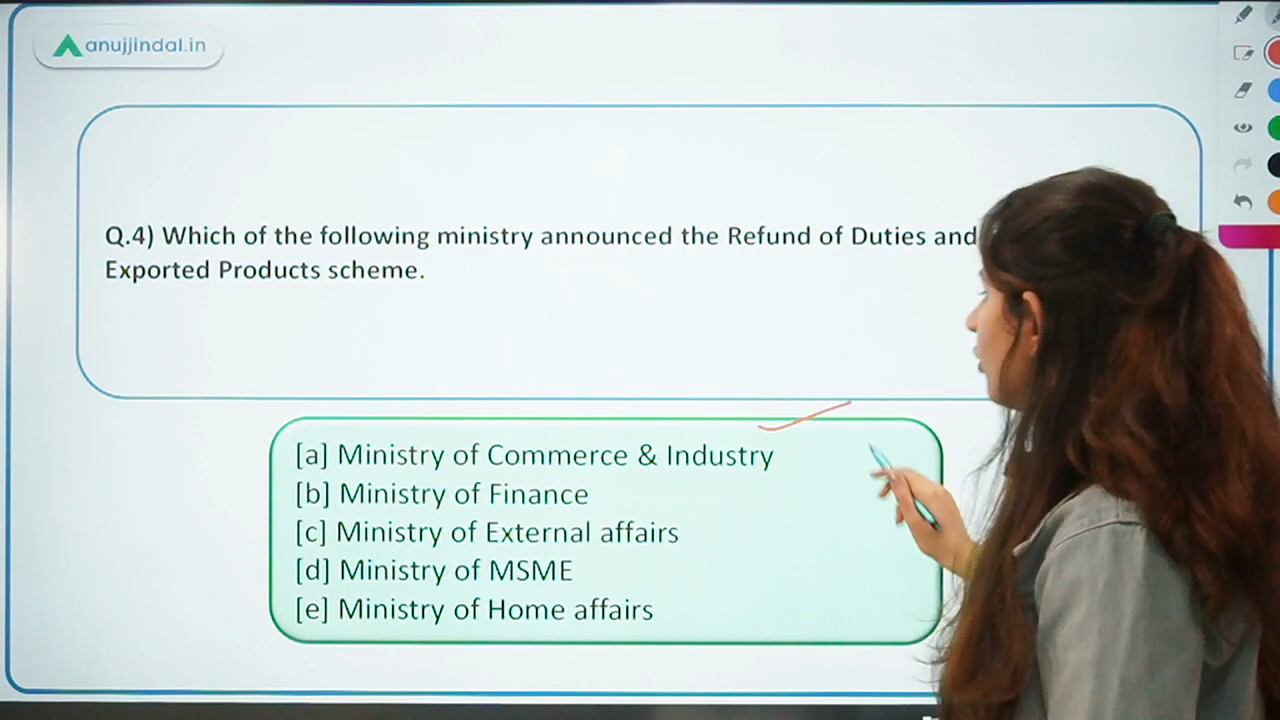 anujjindal.in
Q.4) Which of the following ministry announced the Refund of Duties and
Exported Products scheme.
[a] Ministry of Commerce & Industry
[b] Ministry of Finance
[c] Ministry of External affairs
[d] Ministry of MSME
[e] Ministry of Home affairs